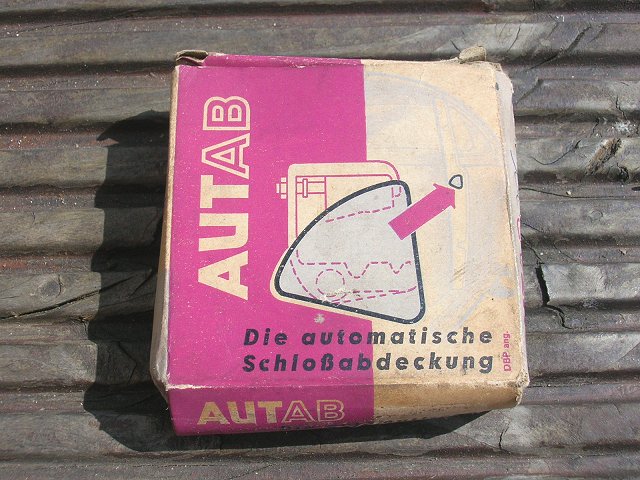 AUTAB
Die automatische
Schloßabdeckung
DBP ang.
AUTAB